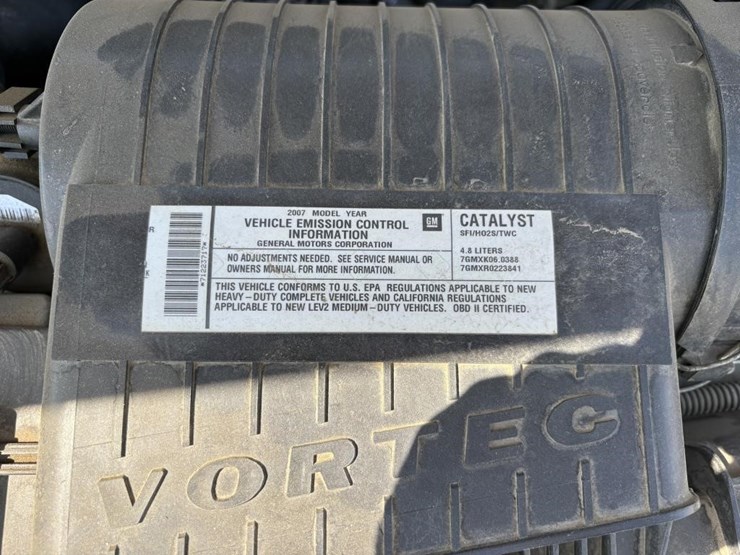 2007 MODEL YEAR
VEHICLE EMISSION CONTROL
INFORMATION
GENERAL MOTORS CORPORATION
NO ADJUSTMENTS NEEDED. SEE SERVICE MANUAL OR
OWNERS MANUAL FOR MORE INFORMATION.
GM
CATALYST
SFI/HO2S/TWC
4.8 LITERS
7GMXK06.0388
7GMXR0223841
THIS VEHICLE CONFORMS TO U.S. EPA REGULATIONS APPLICABLE TO NEW
HEAVY-DUTY COMPLETE VEHICLES AND CALIFORNIA REGULATIONS
APPLICABLE TO NEW LEV2 MEDIUM-DUTY VEHICLES. OBD II CERTIFIED.
*71223717*
VORTEC